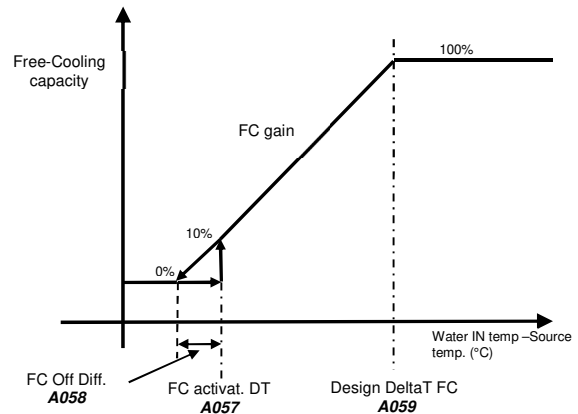 Free-Cooling
capacity
100%
FC gain
10%
0%
Water IN temp –Source
temp. (°C)
FC Off Diff.
A058
FC activat. DT
A057
Design DeltaT FC
A059